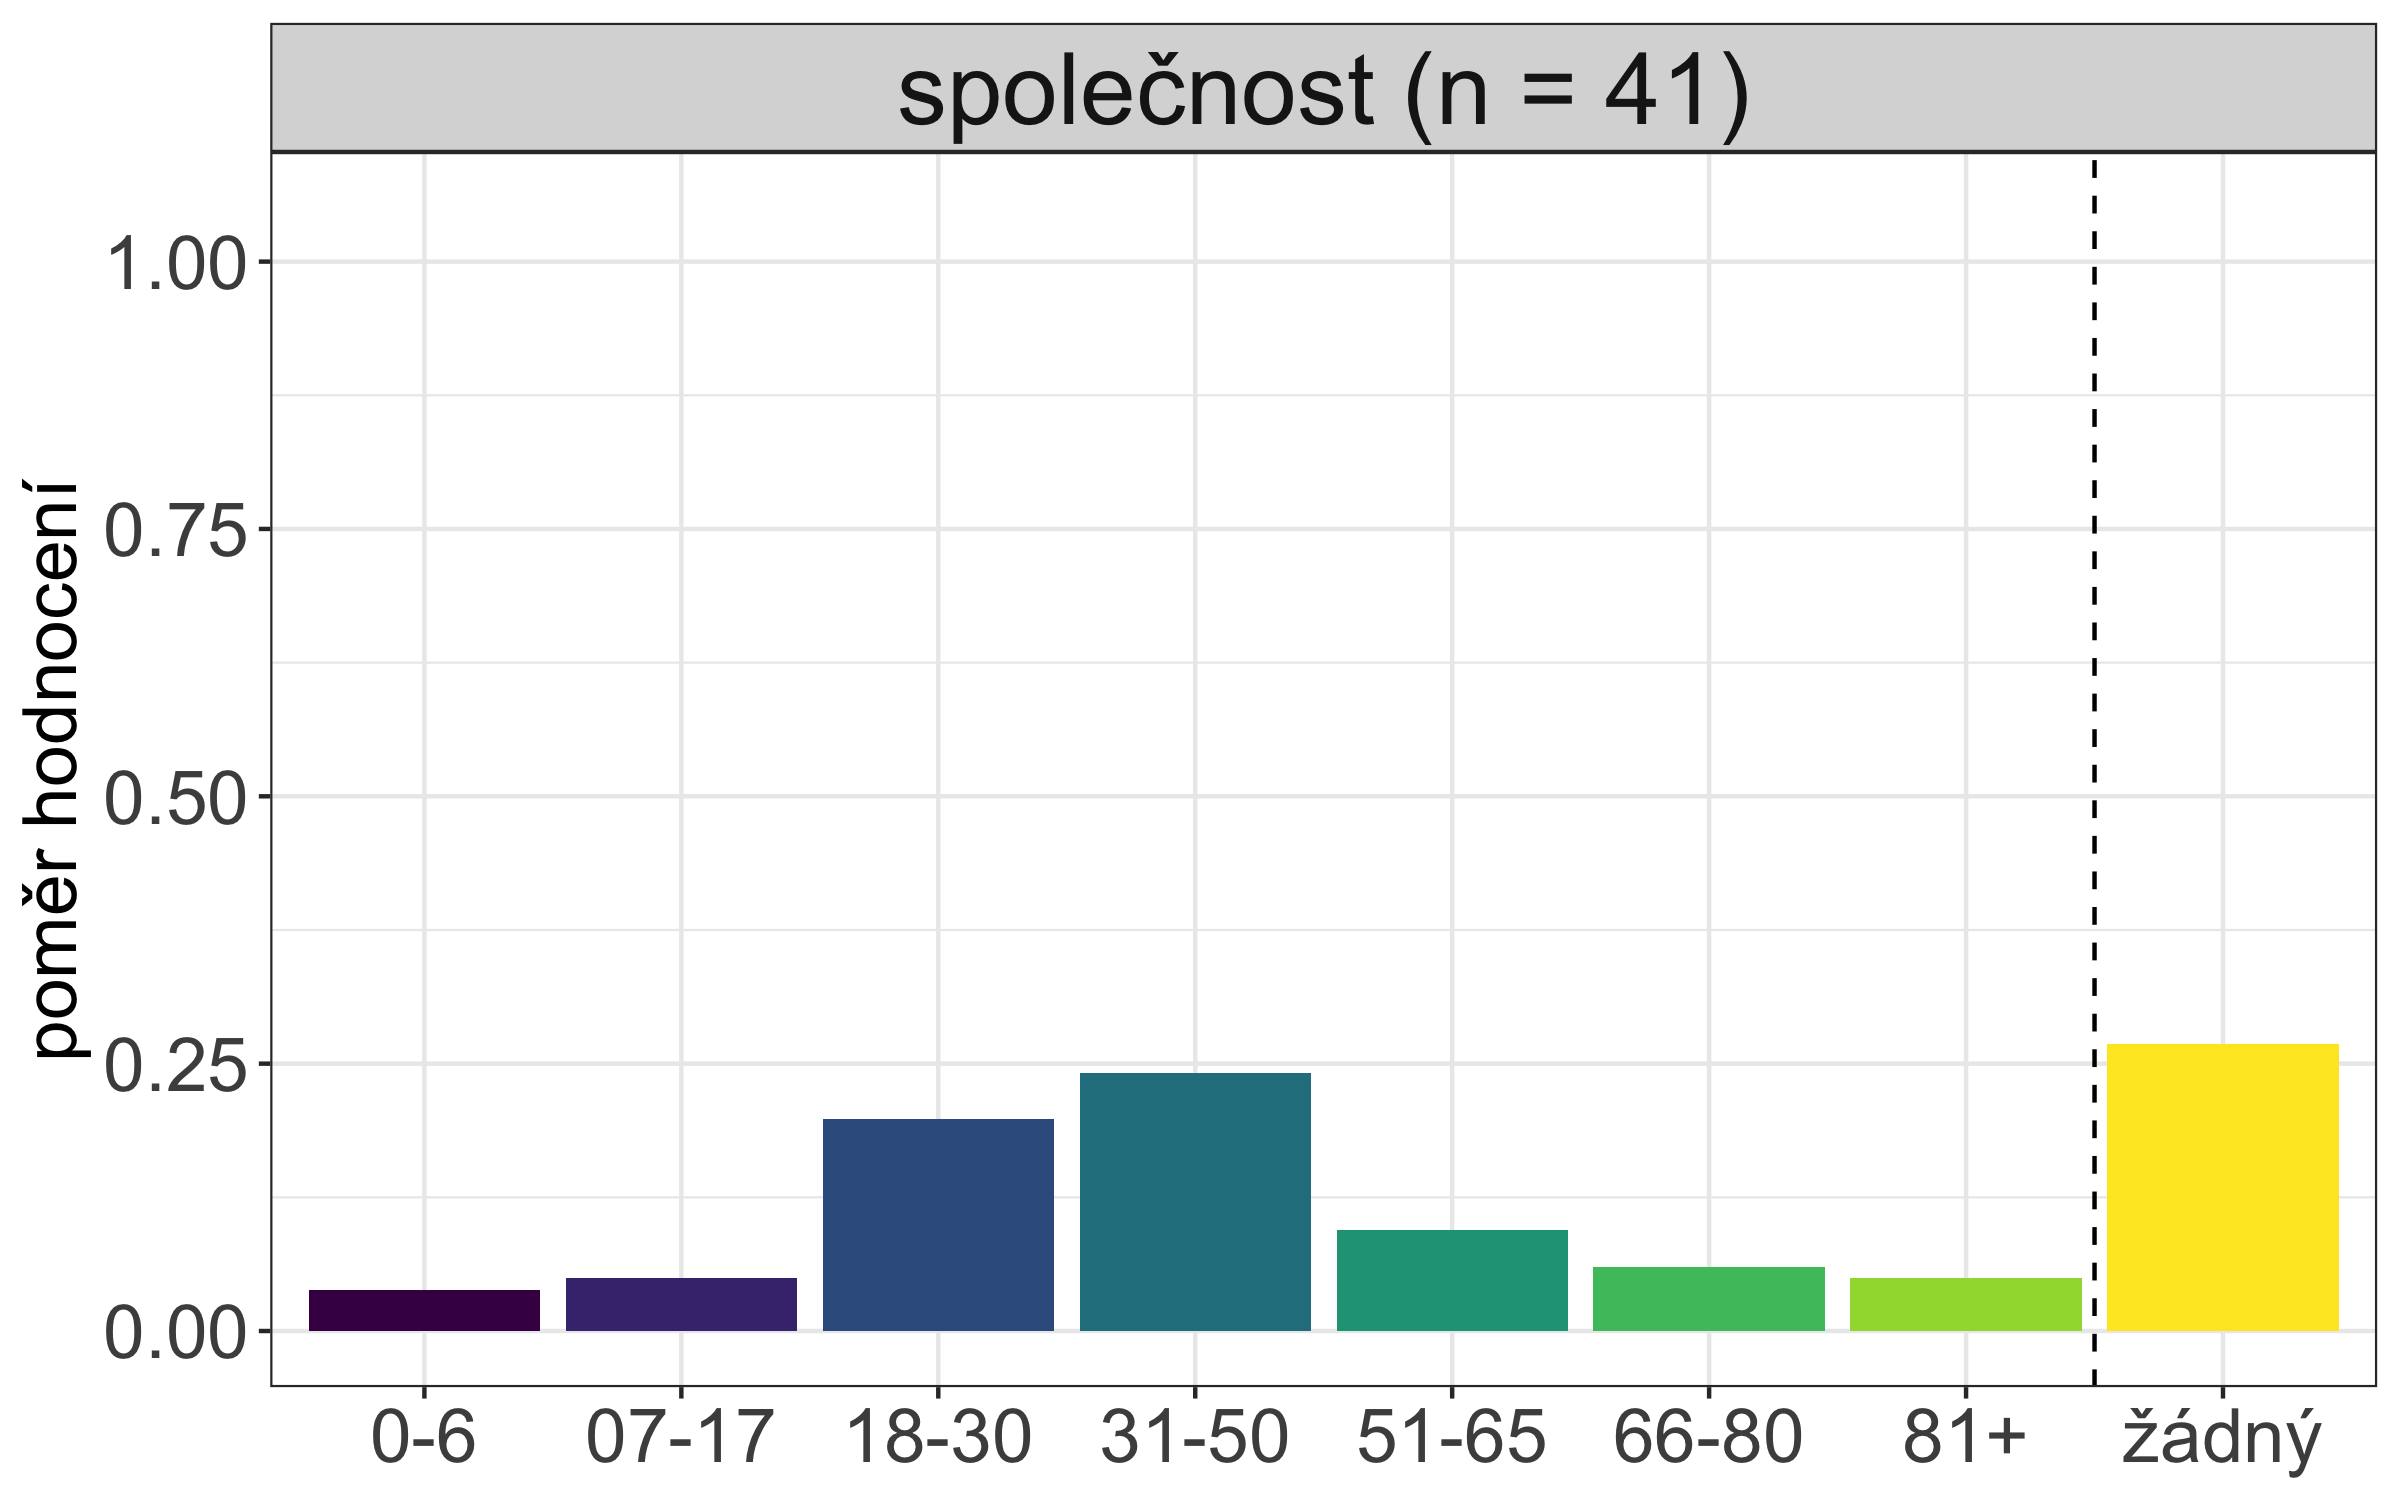 společnost (n = 41)
poměr hodnocení
1.00
0.75
0.50
0.25
0.00
0-6 07-17 18-30 31-50 51-65 66-80 81+ žádný